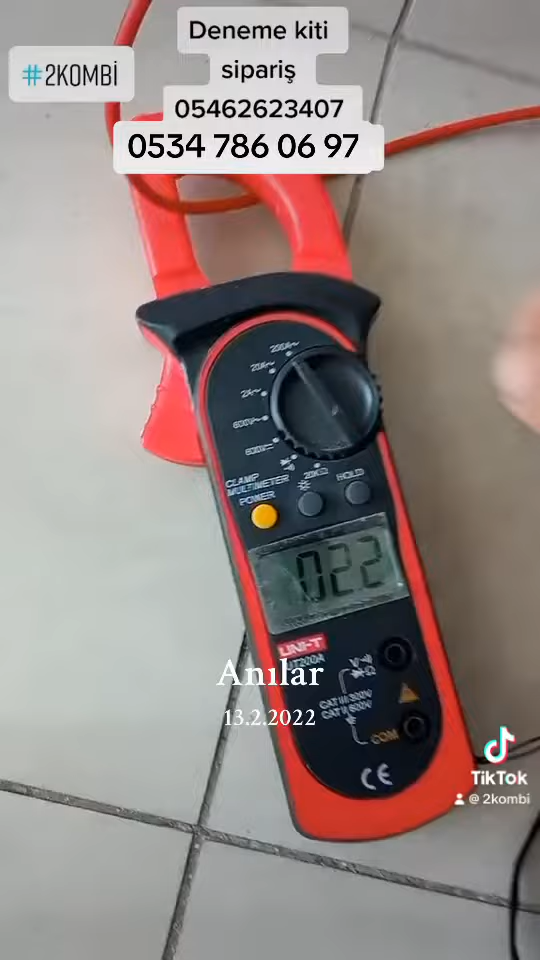 Deneme kiti
sipariş
#2KOMBİ
05462623407
0534 786 06 97
200A~
20A~
2A~
600V~
600V⎓
20KΩ
HOLD
CLAMP
MULTIMETER
POWER
022
UNI-T
UT200A
Anılar
V
Ω
CAT III 300V
CAT II 600V
13.2.2022
COM
CE
TikTok
@ 2kombi